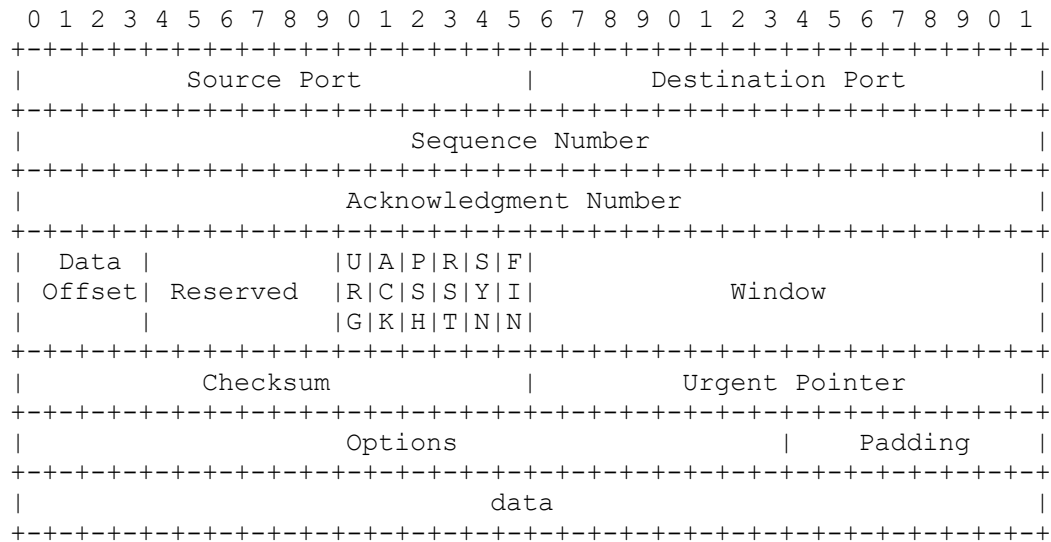 0 1 2 3 4 5 6 7 8 9 0 1 2 3 4 5 6 7 8 9 0 1 2 3 4 5 6 7 8 9 0 1
+-+-+-+-+-+-+-+-+-+-+-+-+-+-+-+-+-+-+-+-+-+-+-+-+-+-+-+-+-+-+-+-+
|          Source Port          |       Destination Port        |
+-+-+-+-+-+-+-+-+-+-+-+-+-+-+-+-+-+-+-+-+-+-+-+-+-+-+-+-+-+-+-+-+
|                        Sequence Number                        |
+-+-+-+-+-+-+-+-+-+-+-+-+-+-+-+-+-+-+-+-+-+-+-+-+-+-+-+-+-+-+-+-+
|                    Acknowledgment Number                      |
+-+-+-+-+-+-+-+-+-+-+-+-+-+-+-+-+-+-+-+-+-+-+-+-+-+-+-+-+-+-+-+-+
|  Data |           |U|A|P|R|S|F|                               |
| Offset| Reserved  |R|C|S|S|Y|I|            Window             |
|       |           |G|K|H|T|N|N|                               |
+-+-+-+-+-+-+-+-+-+-+-+-+-+-+-+-+-+-+-+-+-+-+-+-+-+-+-+-+-+-+-+-+
|           Checksum            |         Urgent Pointer        |
+-+-+-+-+-+-+-+-+-+-+-+-+-+-+-+-+-+-+-+-+-+-+-+-+-+-+-+-+-+-+-+-+
|                    Options                    |    Padding    |
+-+-+-+-+-+-+-+-+-+-+-+-+-+-+-+-+-+-+-+-+-+-+-+-+-+-+-+-+-+-+-+-+
|                             data                              |
+-+-+-+-+-+-+-+-+-+-+-+-+-+-+-+-+-+-+-+-+-+-+-+-+-+-+-+-+-+-+-+-+